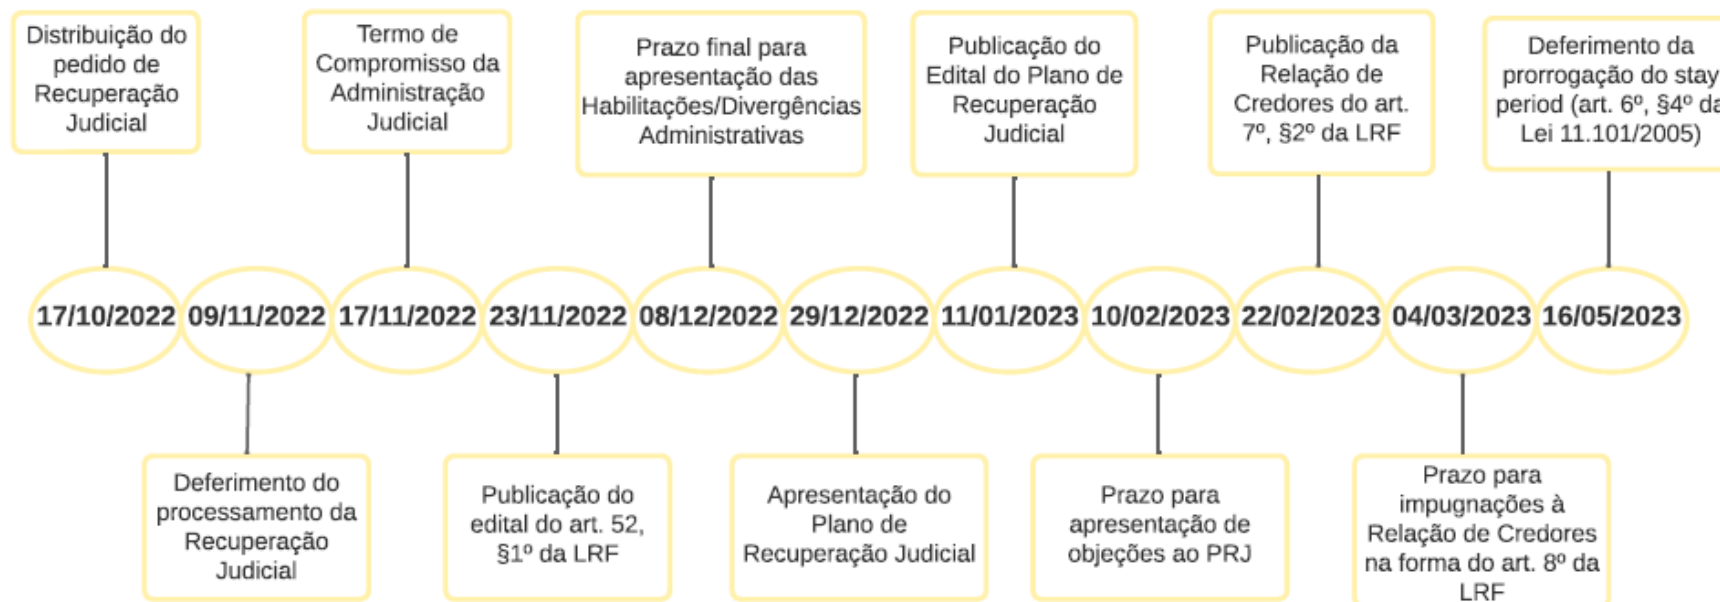 Distribuição do
pedido de
Recuperação
Judicial
Termo de
Compromisso da
Administração
Judicial
Prazo final para
apresentação das
Habilitações/Divergências
Administrativas
Publicação do
Edital do Plano de
Recuperação
Judicial
Publicação da
Relação de
Credores do art.
7º, §2º da LRF
Deferimento da
prorrogação do stay
period (art. 6º, §4º da
Lei 11.101/2005)
17/10/2022 09/11/2022 17/11/2022 23/11/2022 08/12/2022 29/12/2022 11/01/2023 10/02/2023 22/02/2023 04/03/2023 16/05/2023
Deferimento do
processamento da
Recuperação
Judicial
Publicação do
edital do art. 52,
§1º da LRF
Apresentação do
Plano de
Recuperação Judicial
Prazo para
apresentação de
objeções ao PRJ
Prazo para
impugnações à
Relação de Credores
na forma do art. 8º da
LRF